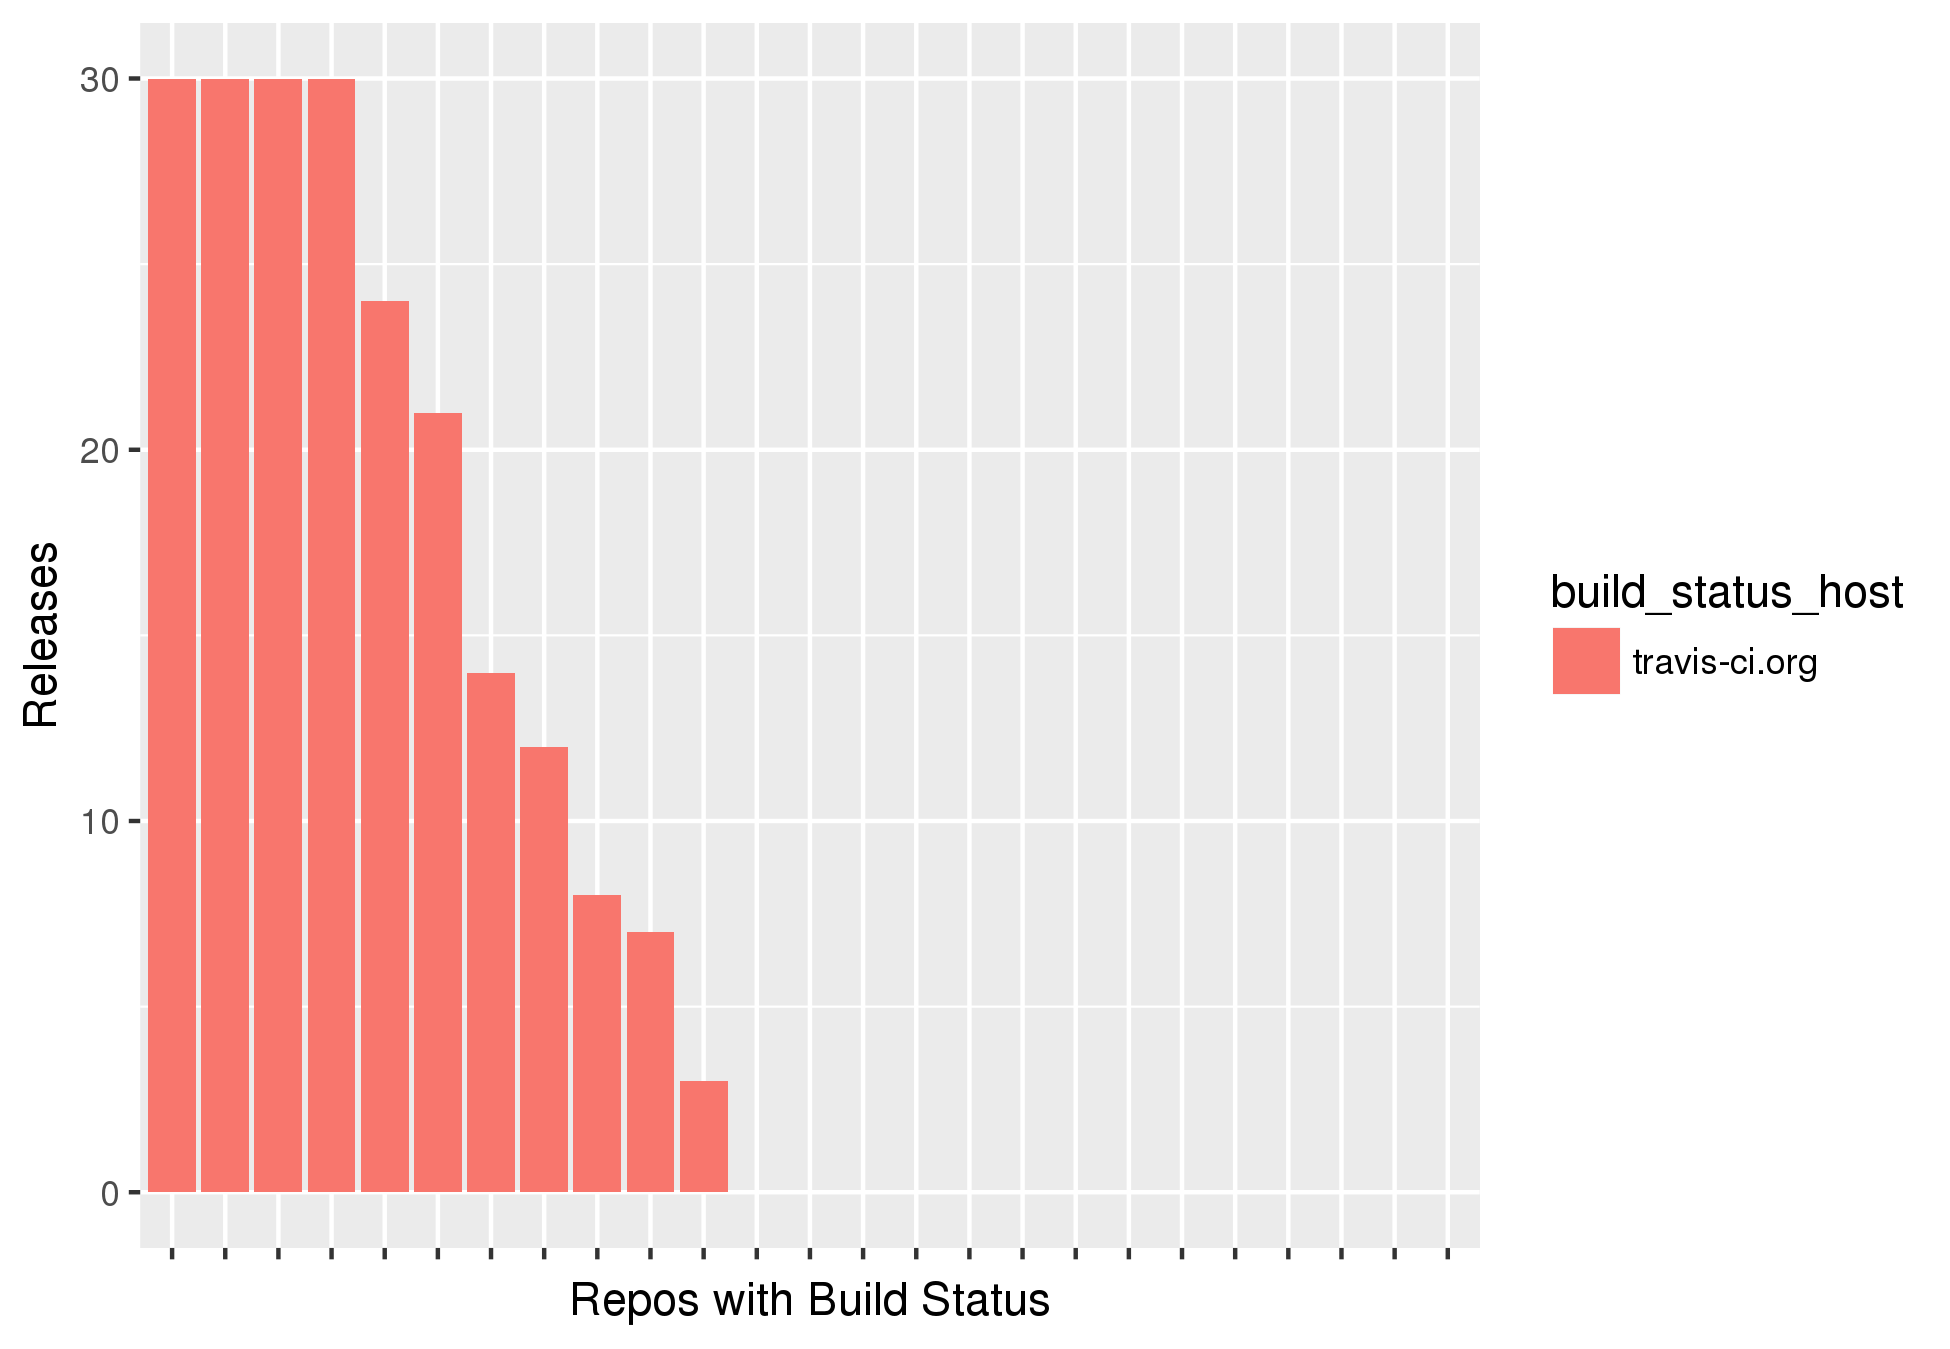 30
20
10
0
Releases
Repos with Build Status
build_status_host
travis-ci.org